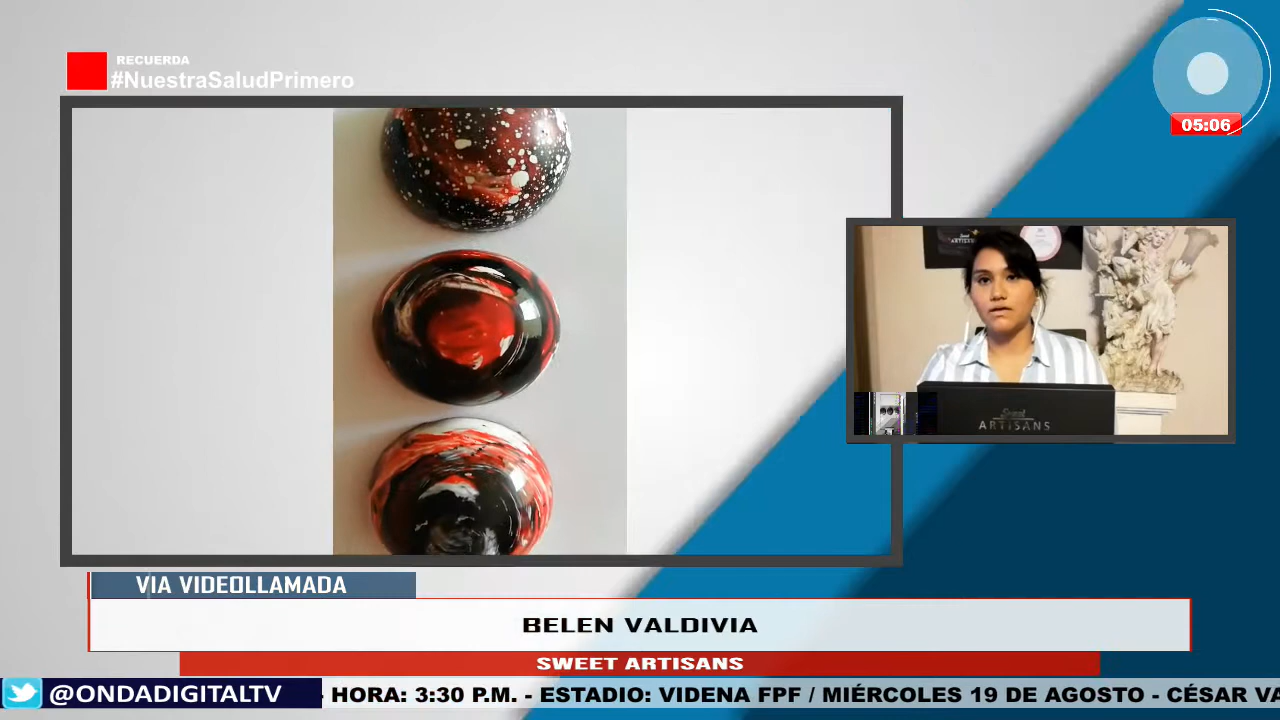 RECUERDA
#NuestraSaludPrimero
05:06
Sweet
ARTISANS
VIA VIDEOLLAMADA
BELEN VALDIVIA
SWEET ARTISANS
@ONDADIGITALTV
- HORA: 3:30 P.M. - ESTADIO: VIDENA FPF / MIÉRCOLES 19 DE AGOSTO - CÉSAR VA